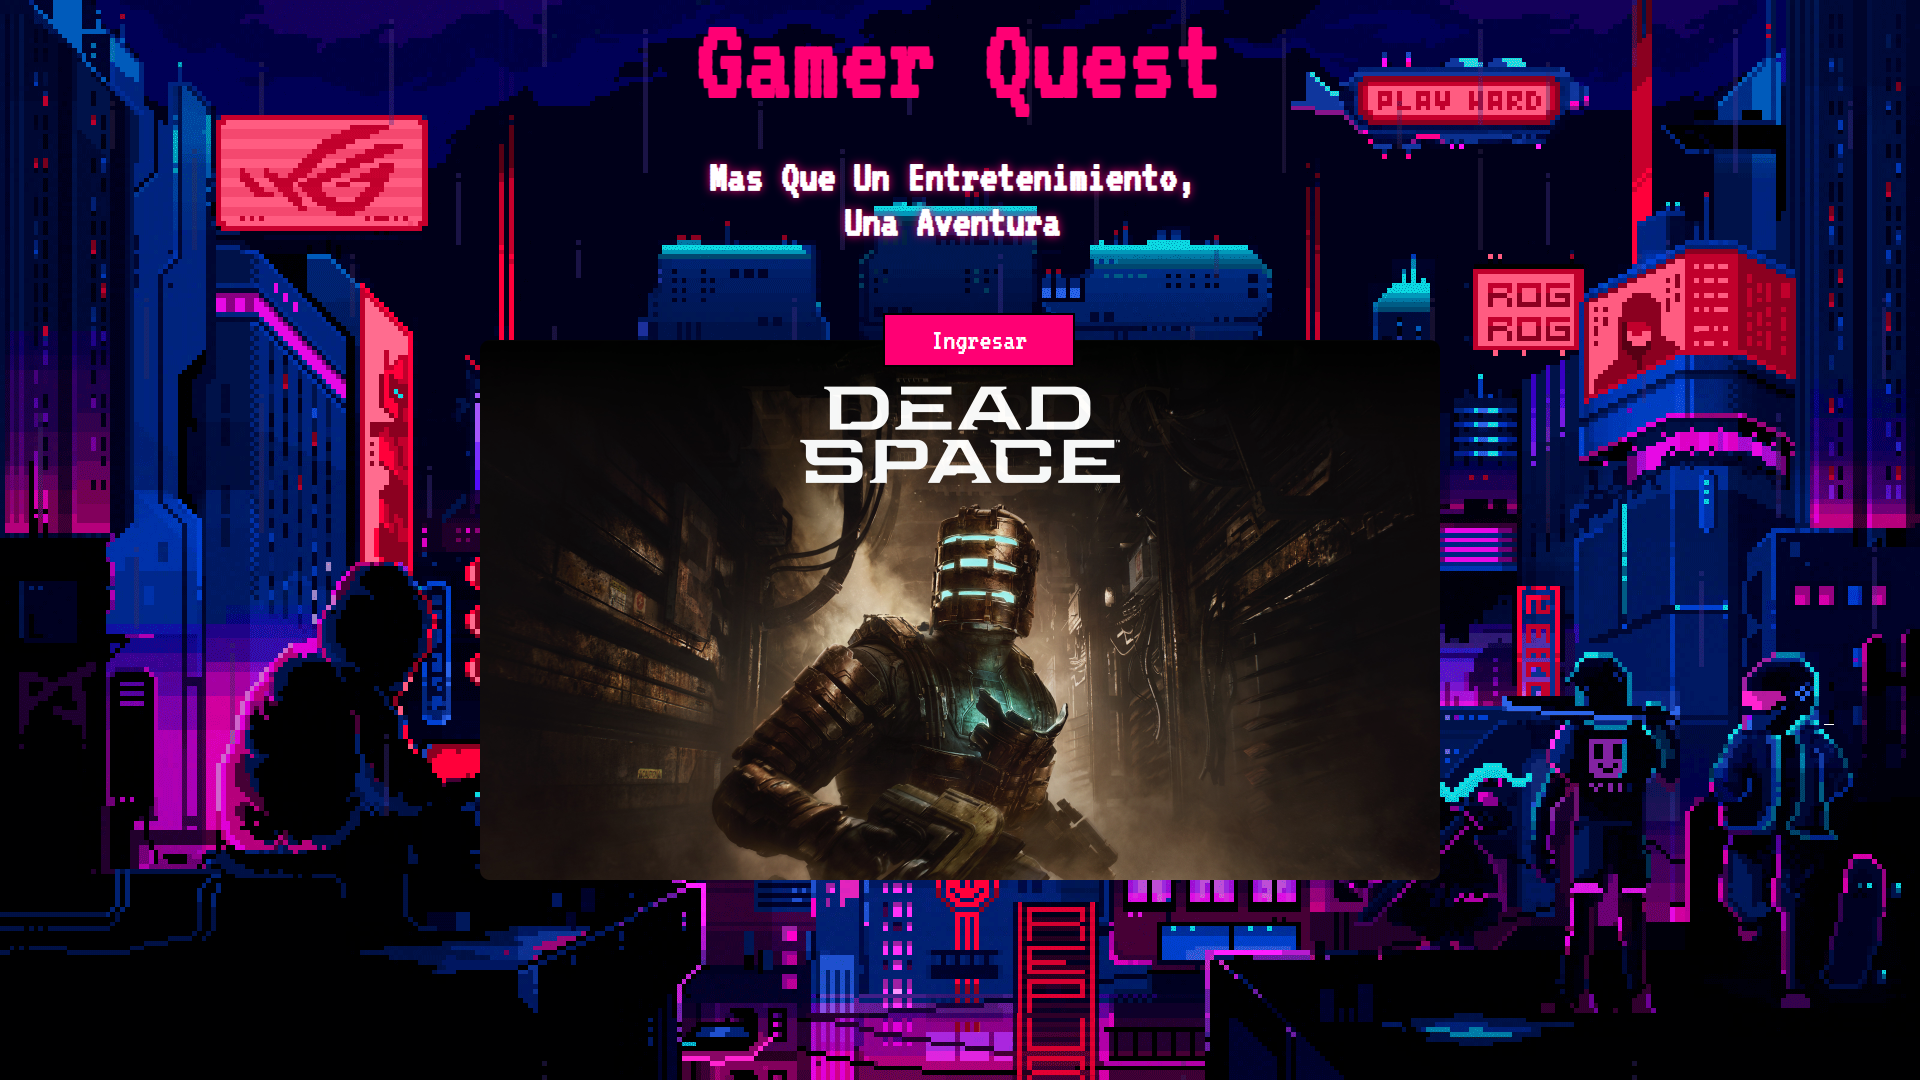 Gamer Quest
PLAY HARD
Mas Que Un Entretenimiento,
Una Aventura
ROG
ROG
Ingresar
DEAD
SPACE